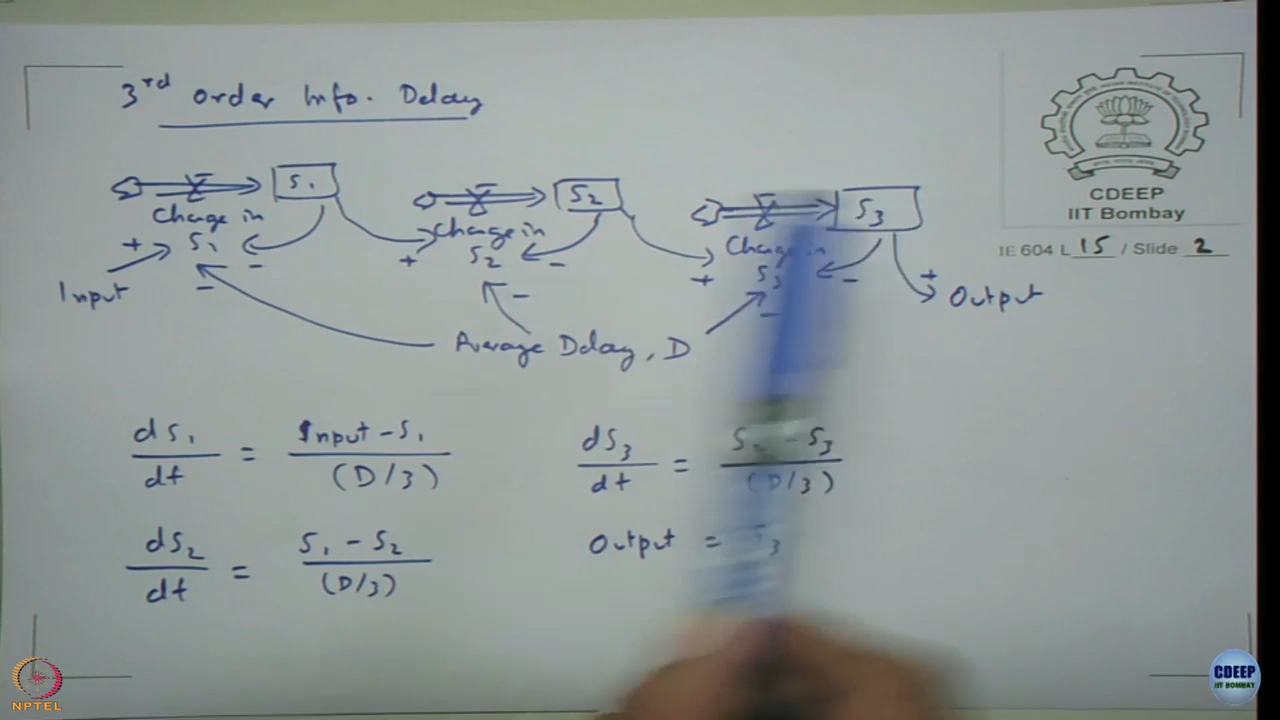 3rd Order Info. Delay
S1
S2
S3
Change in S1
Change in S2
Change in S3
+
-
+
-
+
-
+
Input
-
-
-
Output
Average Delay, D
dS1/dt = Input - S1 / (D/3)
dS3/dt = - S3 / (D/3)
dS2/dt = S1 - S2 / (D/3)
Output = S3
CDEEP
IIT Bombay
IE 604 L 15 / Slide 2
NPTEL
CDEEP
IIT BOMBAY